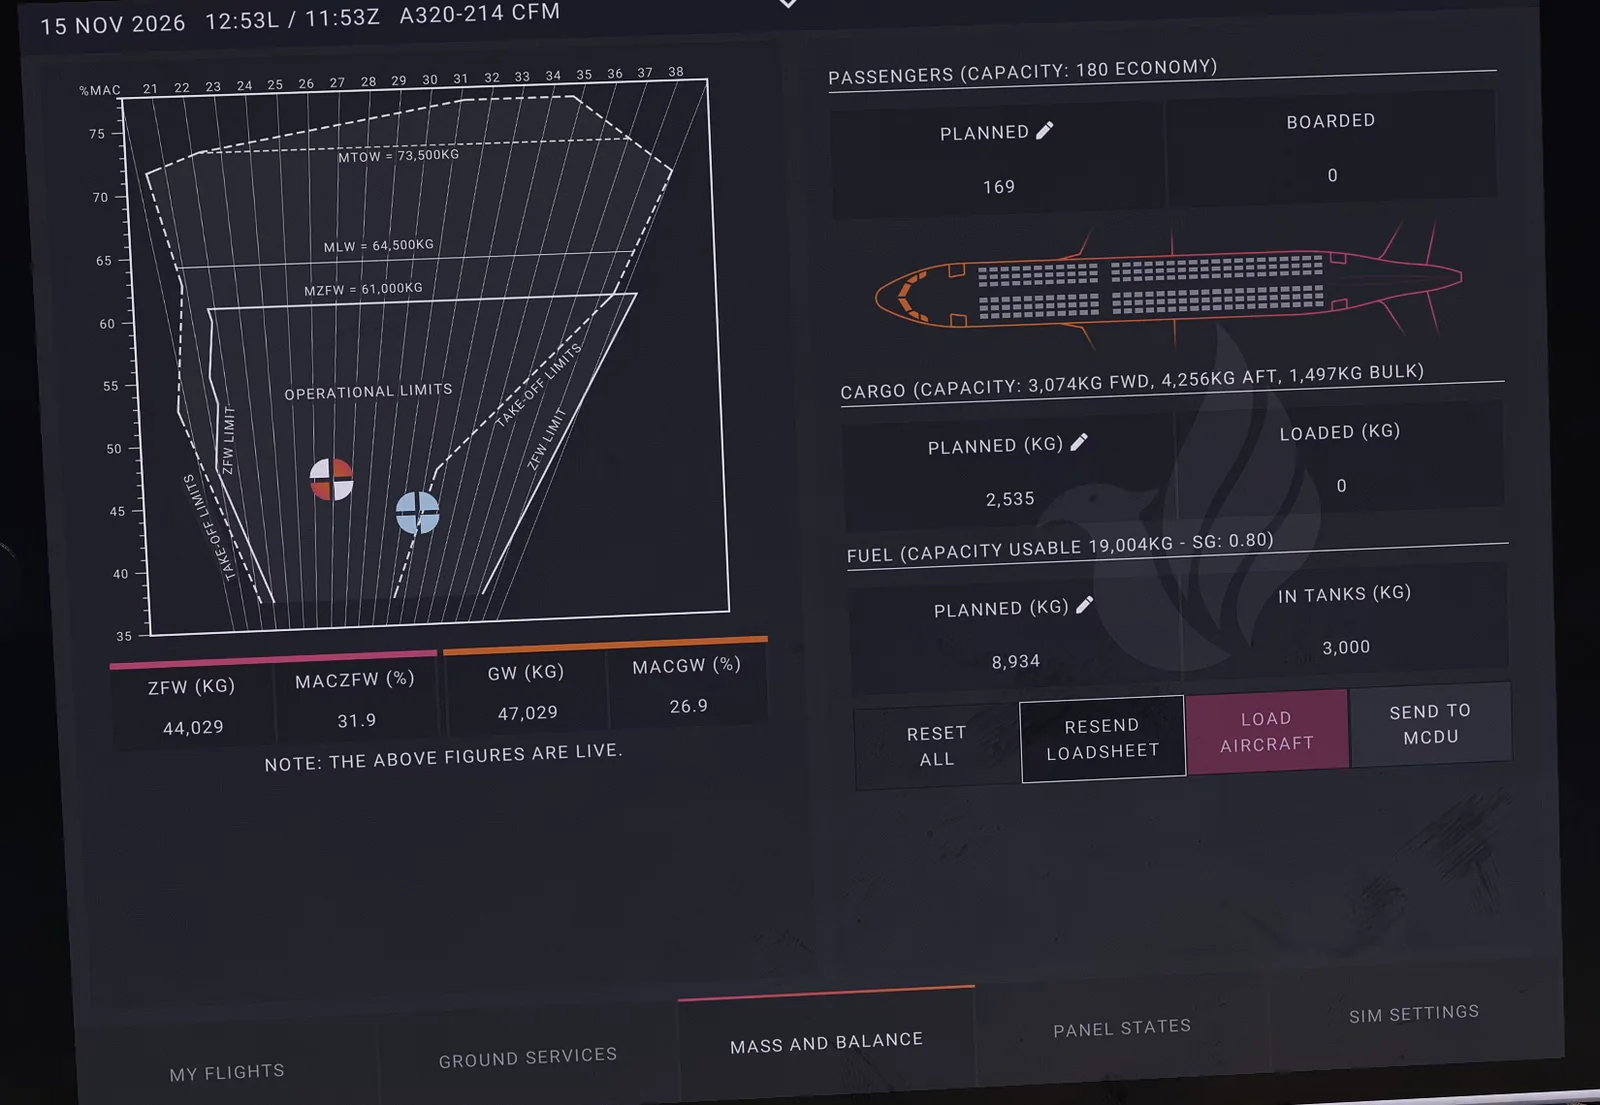 15 NOV 2026 12:53L / 11:53Z A320-214 CFM
%MAC 21 22 23 24 25 26 27 28 29 30 31 32 33 34 35 36 37 38
75
MTOW = 73,500KG
70
MLW = 64,500KG
65
MZFW = 61,000KG
60
55
OPERATIONAL LIMITS
TAKE-OFF LIMITS
ZFW LIMIT
ZFW LIMIT
50
TAKE-OFF LIMITS
45
40
35
ZFW (KG) MACZFW (%) GW (KG) MACGW (%)
44,029 31.9 47,029 26.9
NOTE: THE ABOVE FIGURES ARE LIVE.
PASSENGERS (CAPACITY: 180 ECONOMY)
PLANNED BOARDED
169 0
CARGO (CAPACITY: 3,074KG FWD, 4,256KG AFT, 1,497KG BULK)
PLANNED (KG) LOADED (KG)
2,535 0
FUEL (CAPACITY USABLE 19,004KG - SG: 0.80)
PLANNED (KG) IN TANKS (KG)
8,934 3,000
RESET ALL
RESEND LOADSHEET
LOAD AIRCRAFT
SEND TO MCDU
MY FLIGHTS GROUND SERVICES MASS AND BALANCE PANEL STATES SIM SETTINGS